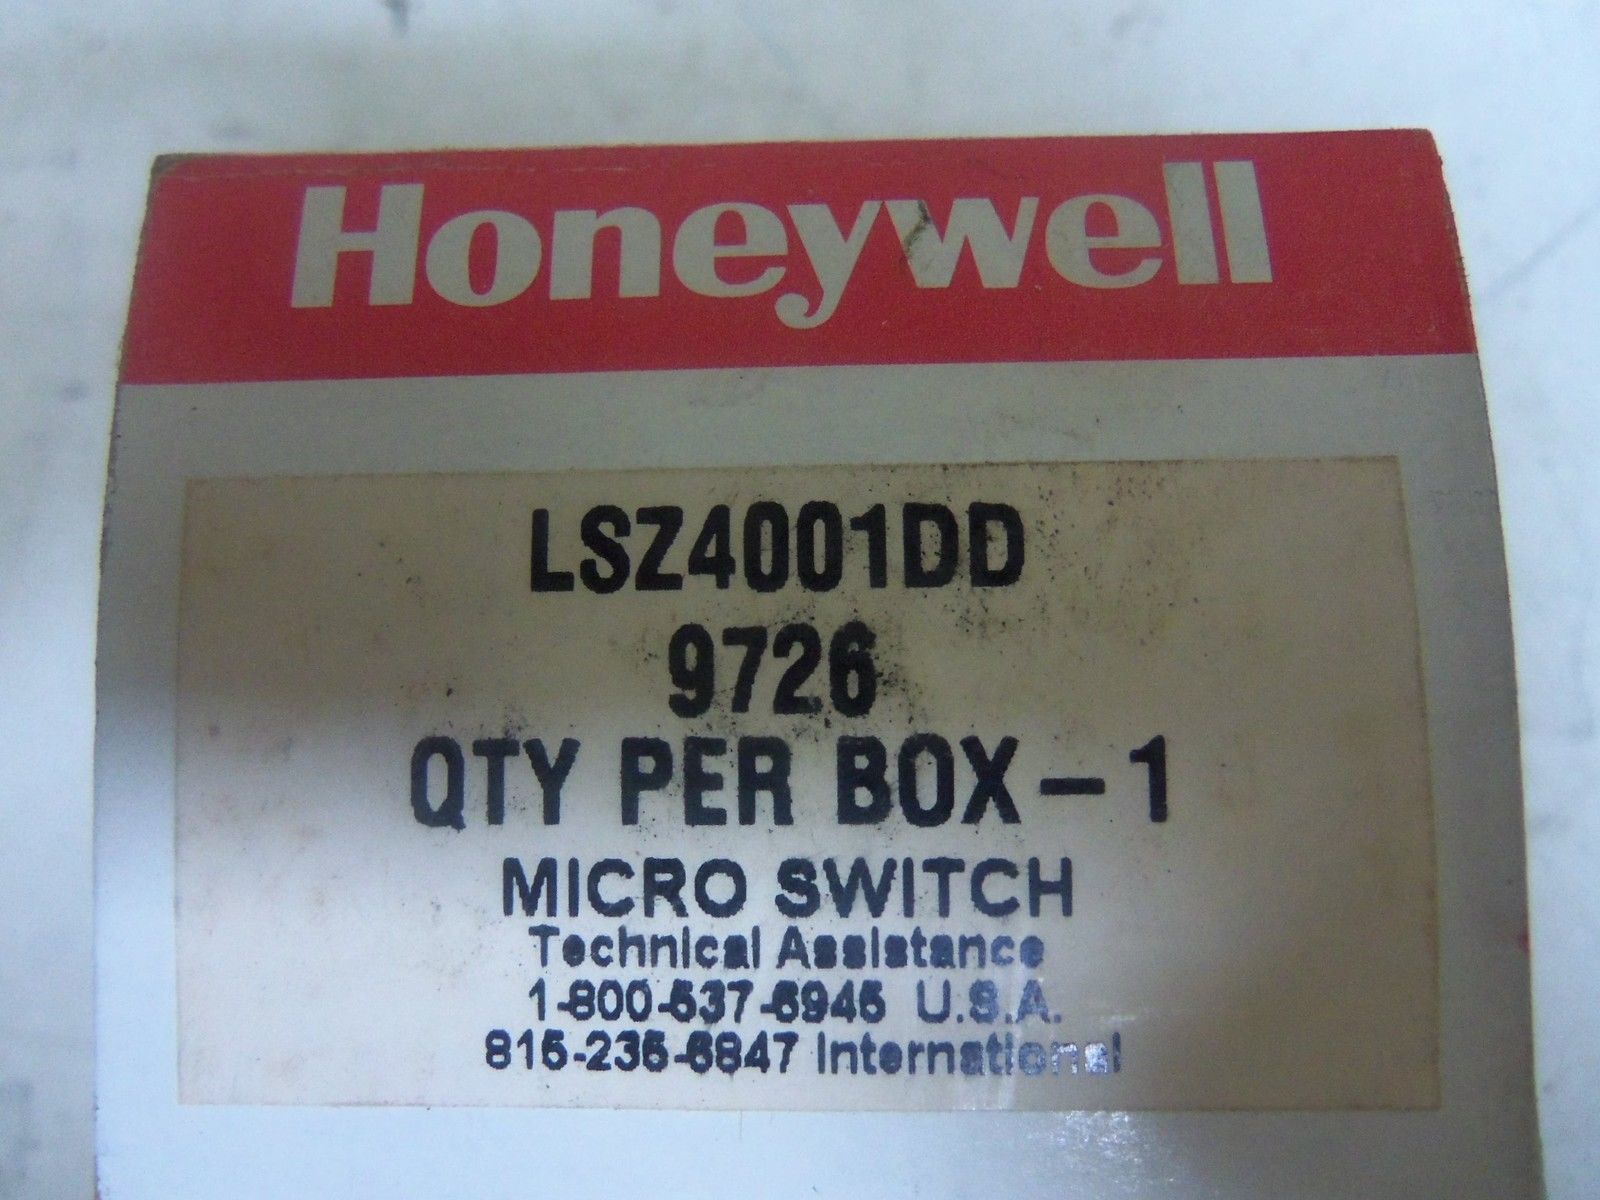 Honeywell
LSZ4001DD
9726
QTY PER BOX-1
MICRO SWITCH
Technical Assistance
1-800-537-6945 U.S.A.
815-235-6847 International